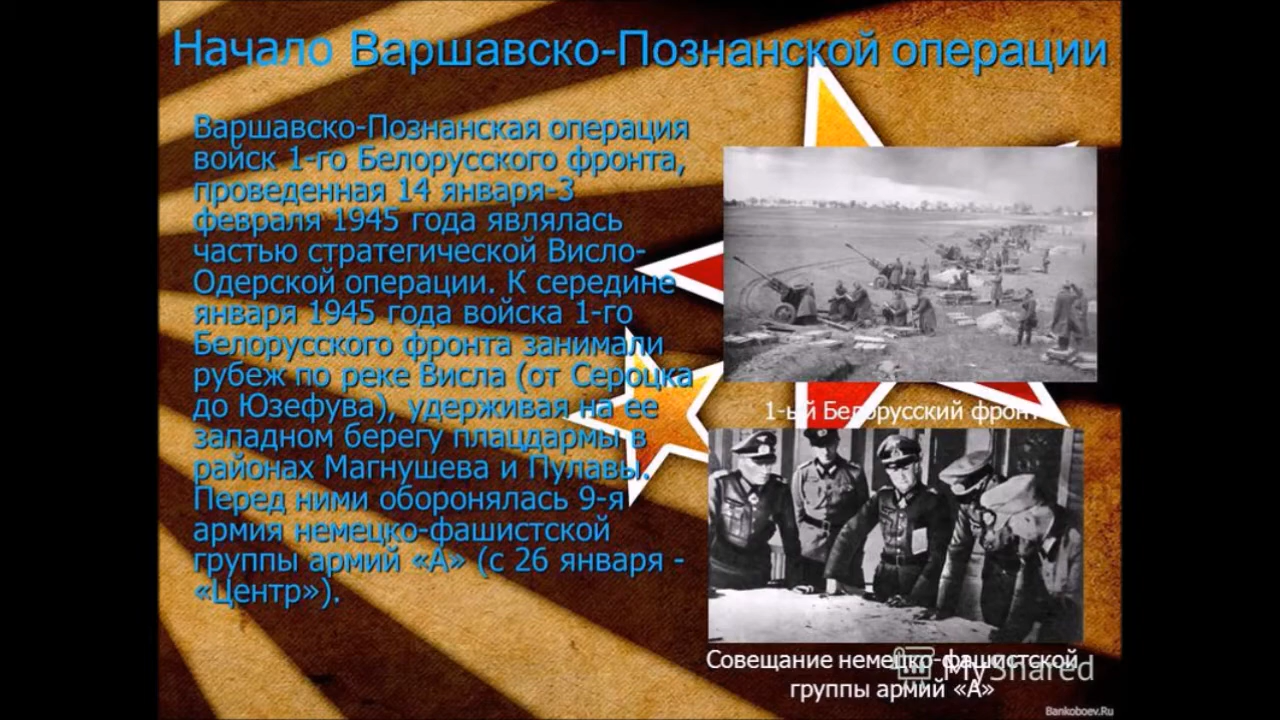 Начало Варшавско-Познанской операции
Варшавско-Познанская операция
войск 1-го Белорусского фронта,
проведенная 14 января-3
февраля 1945 года являлась
частью стратегической Висло-
Одерской операции. К середине
января 1945 года войска 1-го
Белорусского фронта занимали
рубеж по реке Висла (от Сероцка
до Юзефува), удерживая на ее
западном берегу плацдармы в
районах Магнушева и Пулавы.
Перед ними оборонялась 9-я
армия немецко-фашистской
группы армий «А» (с 26 января -
«Центр»).
1-ый Белорусский фронт
Совещание немецко-фашистской
группы армий «А»
MyShared
Bankoboev.Ru